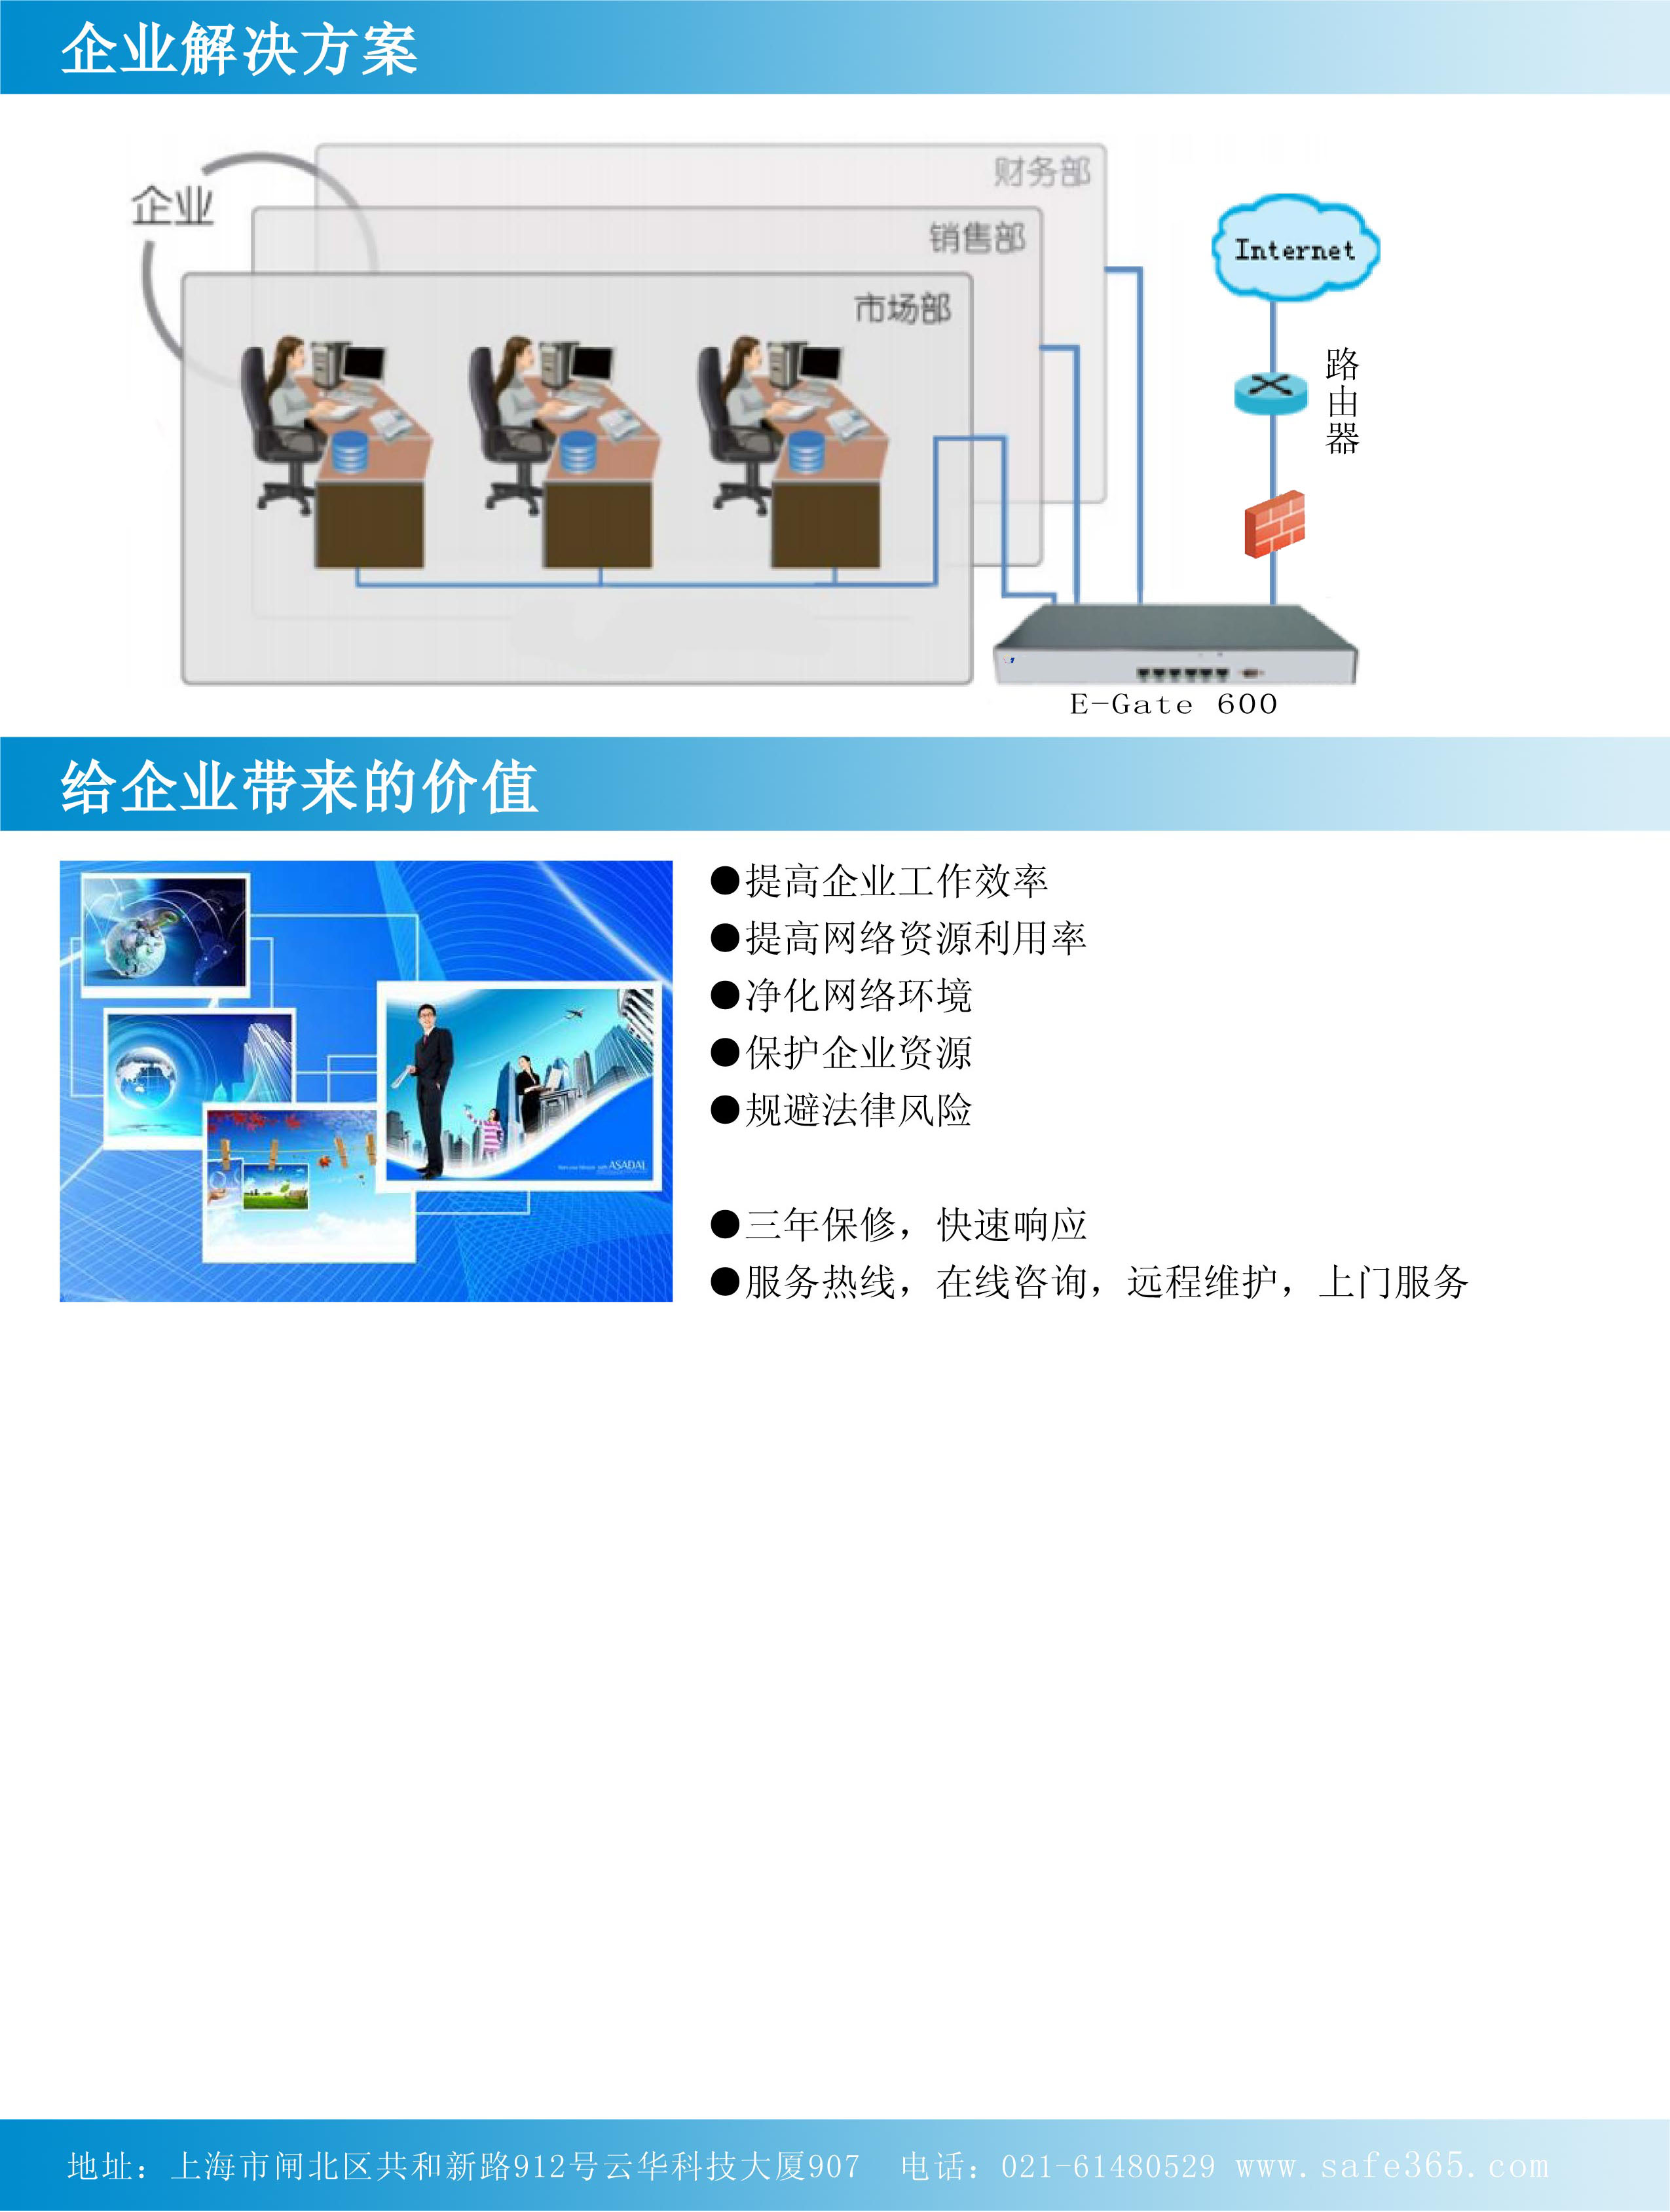 企业解决方案
企业
财务部
销售部
市场部
Internet
路由器
E-Gate 600
给企业带来的价值
●提高企业工作效率
●提高网络资源利用率
●净化网络环境
●保护企业资源
●规避法律风险
ASADAL
●三年保修，快速响应
●服务热线，在线咨询，远程维护，上门服务
地址：上海市闸北区共和新路912号云华科技大厦907 电话：021-61480529 www.safe365.com